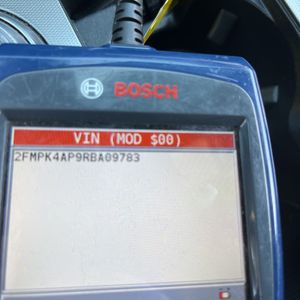 BOSCH
VIN (MOD $00)
2FMPK4AP9RBA09783